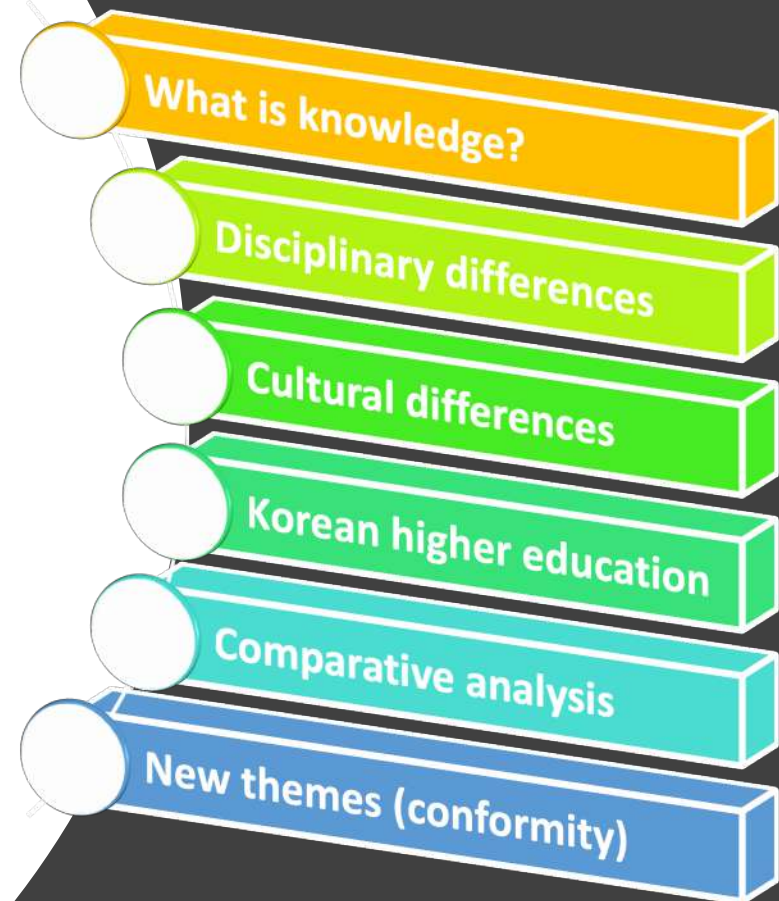 What is knowledge?
Disciplinary differences
Cultural differences
Korean higher education
Comparative analysis
New themes (conformity)